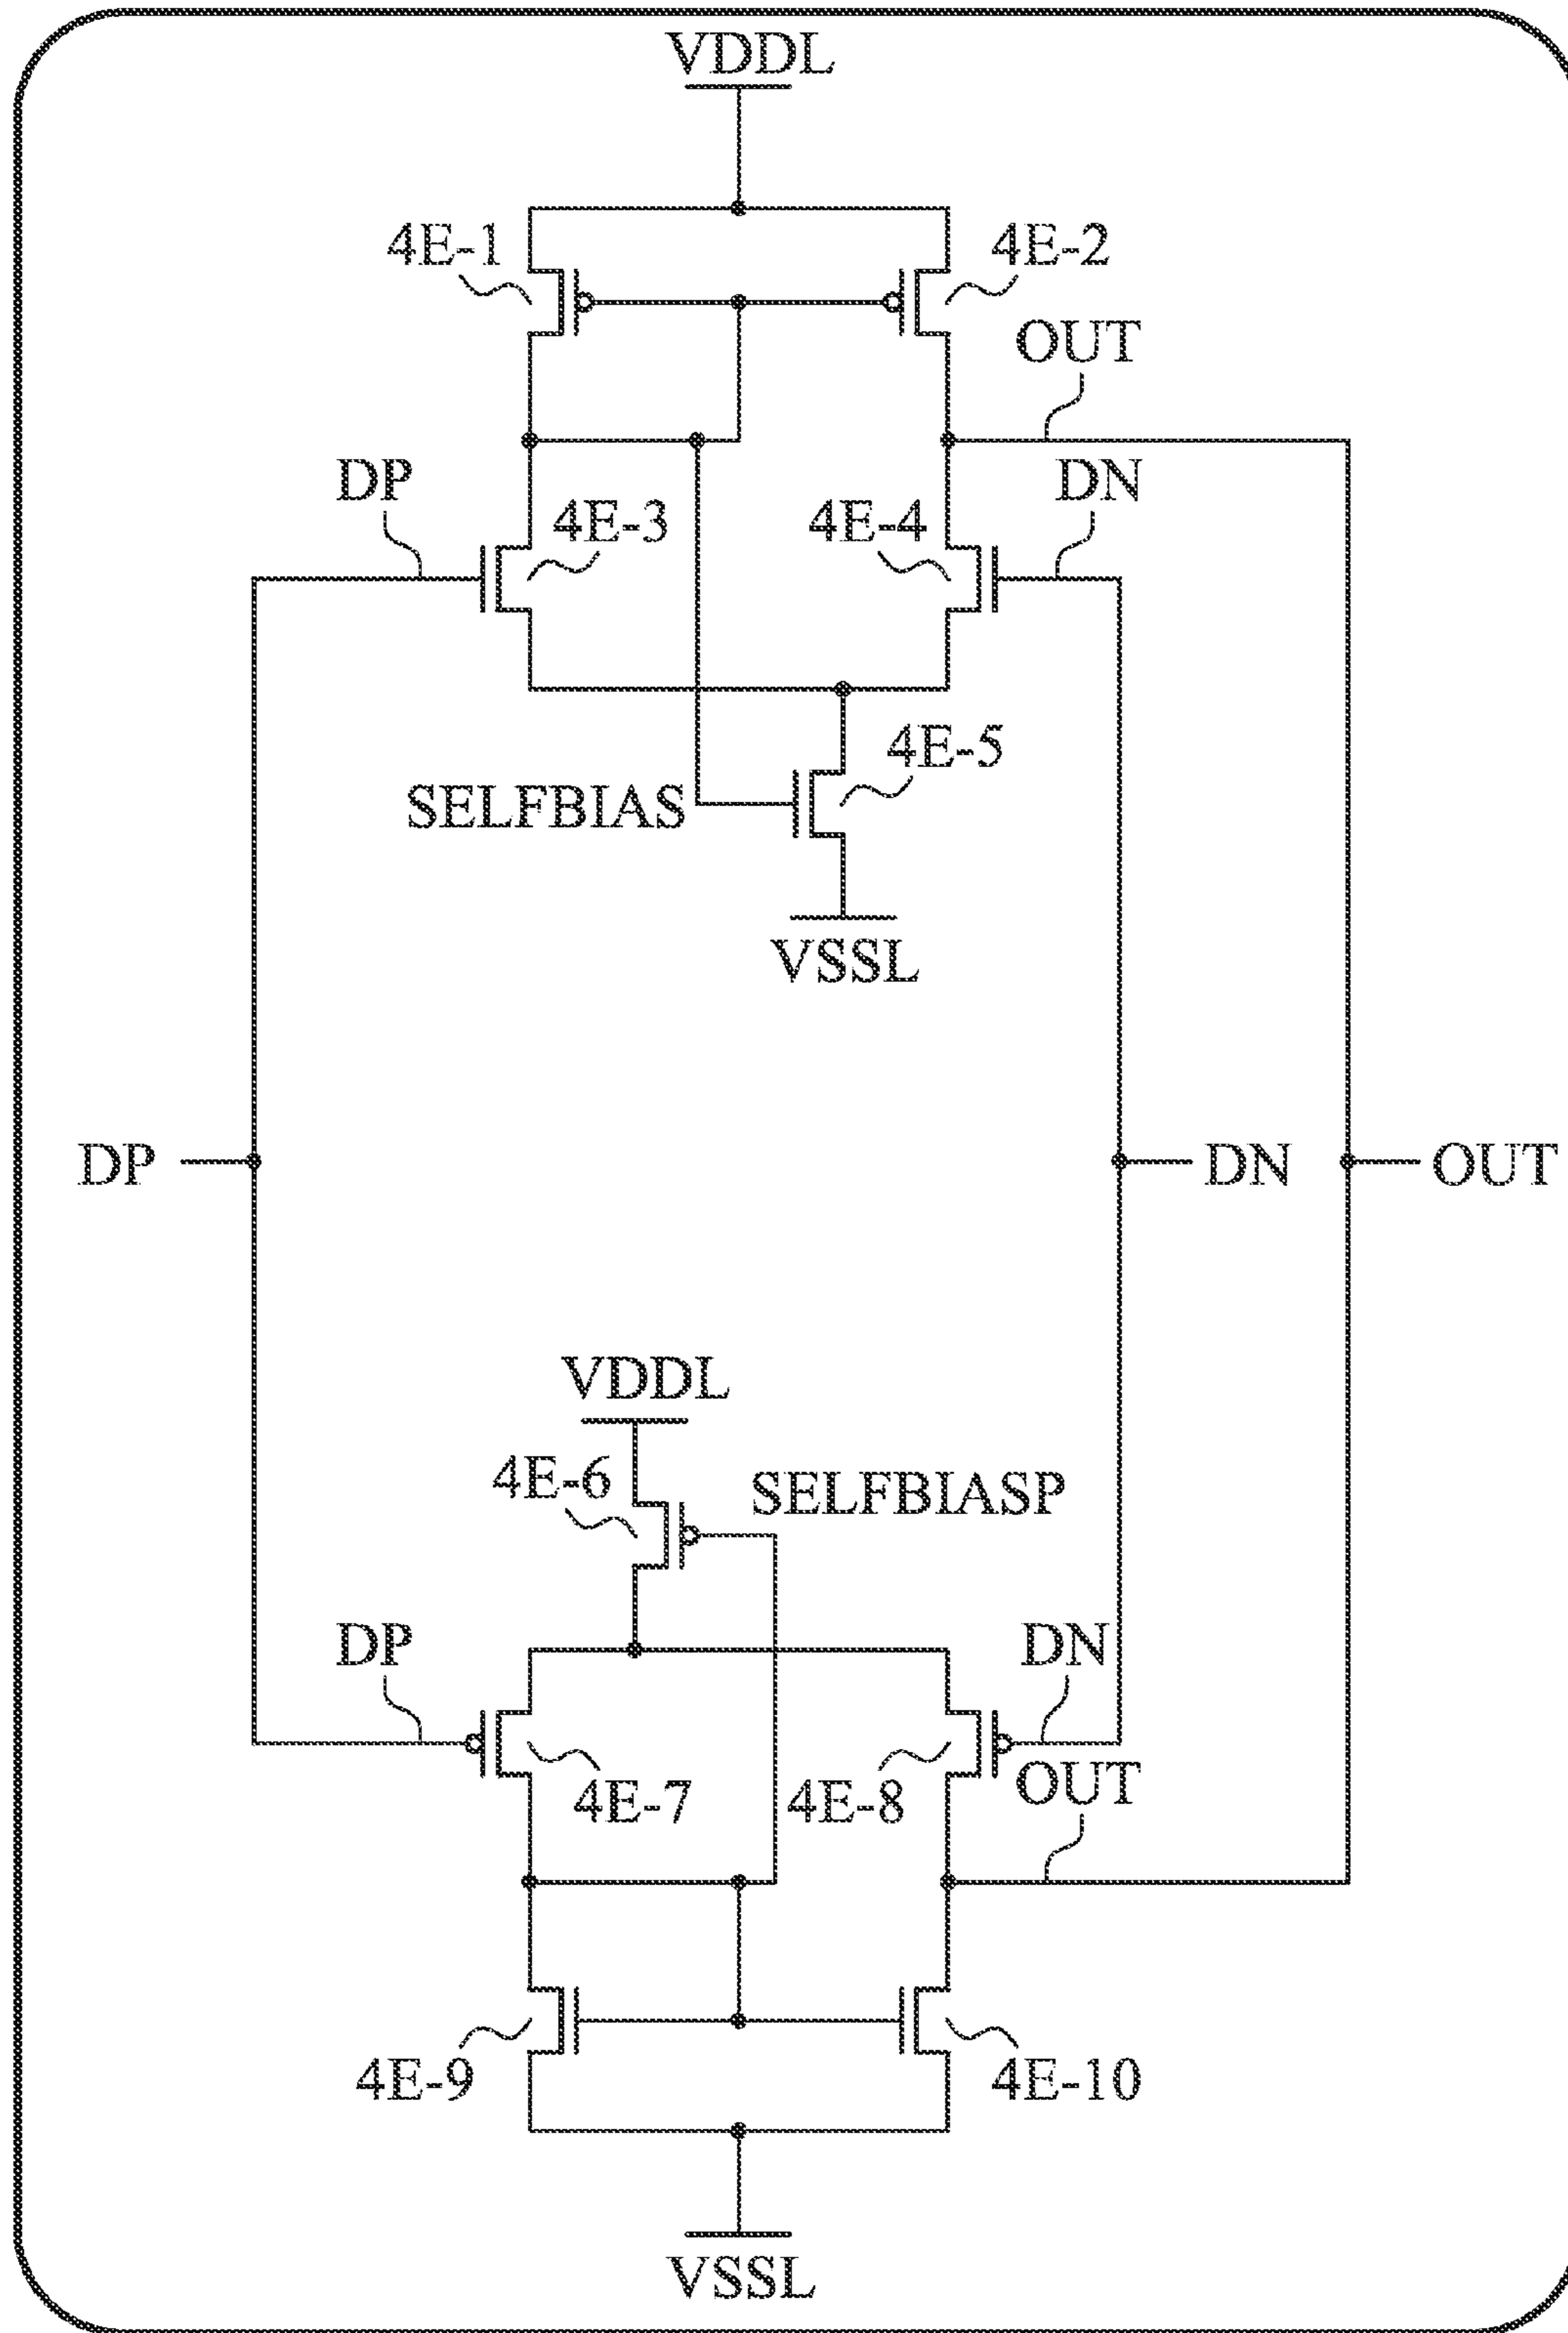 VDDL
4E-1
4E-2
OUT
DP
4E-3
4E-4
DN
4E-5
SELFBIAS
VSSL
DP
DN
OUT
VDDL
4E-6
SELFBIASP
DP
DN
4E-7
4E-8
OUT
4E-9
4E-10
VSSL